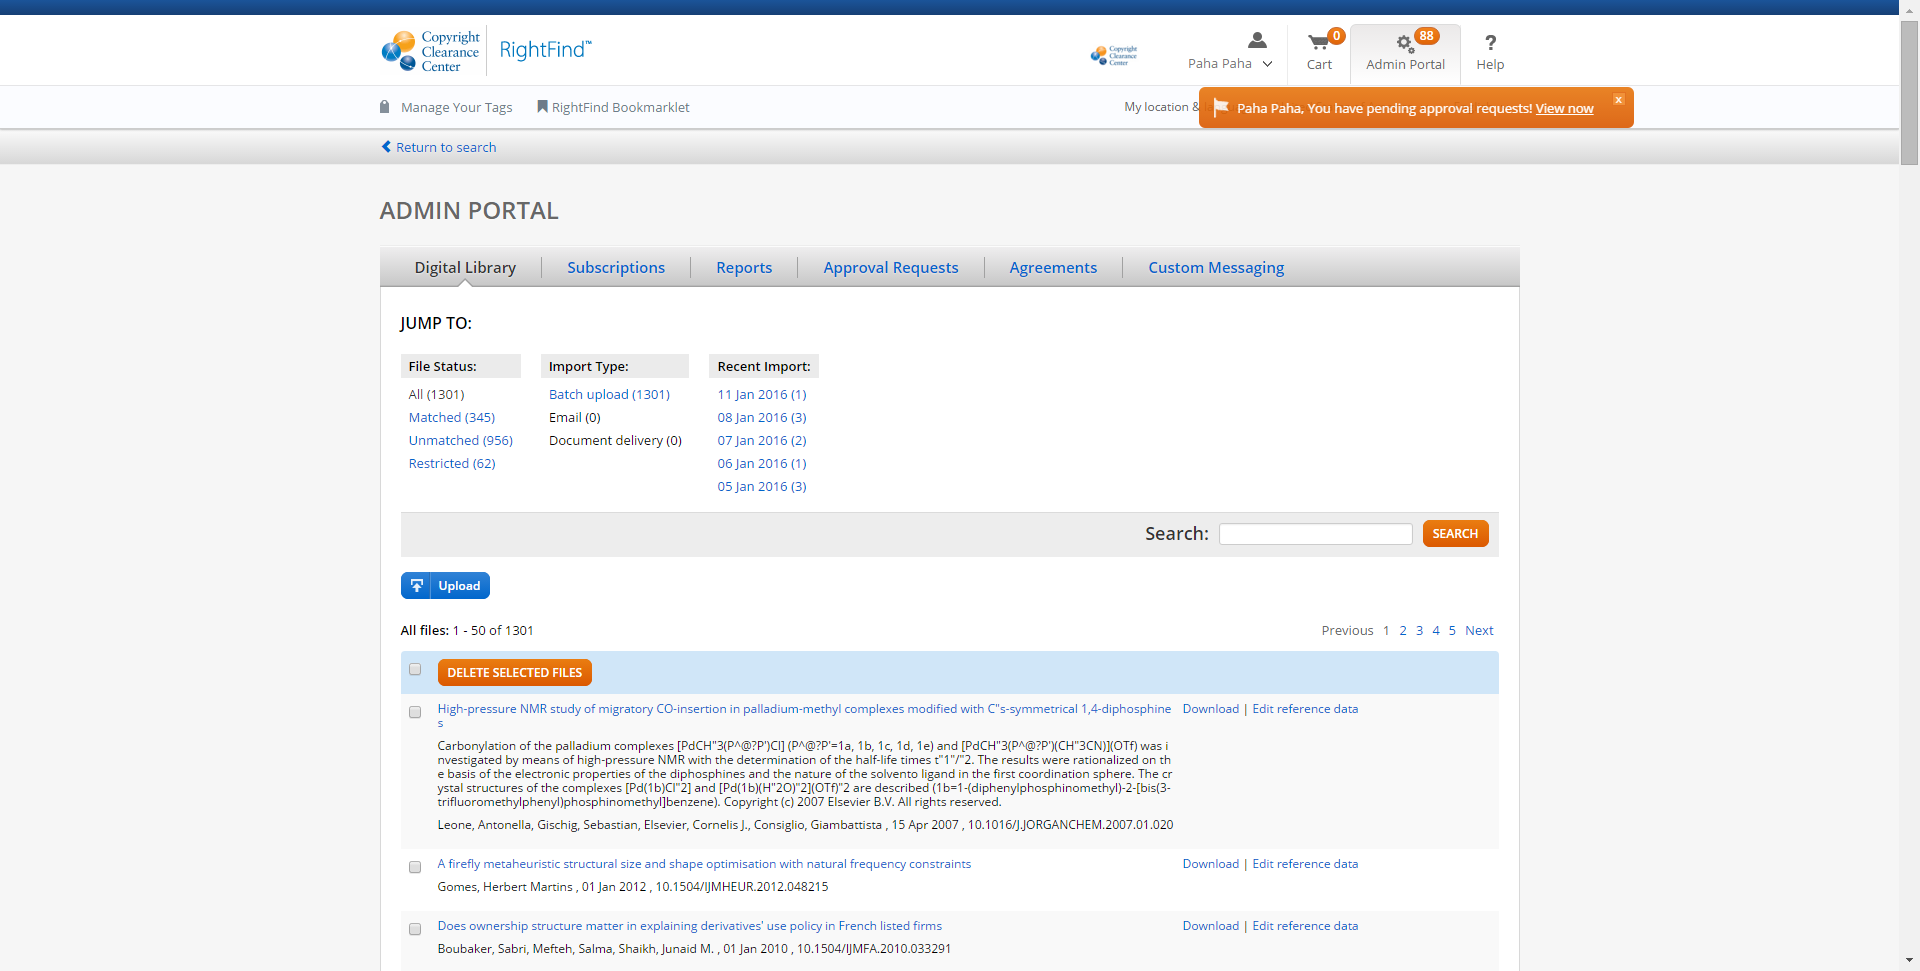 Copyright
Clearance
Center
RightFind™
Copyright
Clearance
Center
Paha Paha
0
Cart
88
Admin Portal
?
Help
Manage Your Tags
RightFind Bookmarklet
My location &
Paha Paha, You have pending approval requests! View now
x
Return to search
ADMIN PORTAL
Digital Library
Subscriptions
Reports
Approval Requests
Agreements
Custom Messaging
JUMP TO:
File Status:
All (1301)
Matched (345)
Unmatched (956)
Restricted (62)
Import Type:
Batch upload (1301)
Email (0)
Document delivery (0)
Recent Import:
11 Jan 2016 (1)
08 Jan 2016 (3)
07 Jan 2016 (2)
06 Jan 2016 (1)
05 Jan 2016 (3)
Search:
SEARCH
Upload
All files: 1 - 50 of 1301
Previous 1 2 3 4 5 Next
DELETE SELECTED FILES
High-pressure NMR study of migratory CO-insertion in palladium-methyl complexes modified with C"s-symmetrical 1,4-diphosphine
s
Download | Edit reference data
Carbonylation of the palladium complexes [PdCH"3(P^@?P')Cl] (P^@?P'=1a, 1b, 1c, 1d, 1e) and [PdCH"3(P^@?P')(CH"3CN)](OTf) was i
nvestigated by means of high-pressure NMR with the determination of the half-life times t"1"/"2. The results were rationalized on th
e basis of the electronic properties of the diphosphines and the nature of the solvento ligand in the first coordination sphere. The cr
ystal structures of the complexes [Pd(1b)Cl"2] and [Pd(1b)(H"2O)"2](OTf)"2 are described (1b=1-(diphenylphosphinomethyl)-2-[bis(3-
trifluoromethylphenyl)phosphinomethyl]benzene). Copyright (c) 2007 Elsevier B.V. All rights reserved.
Leone, Antonella, Gischig, Sebastian, Elsevier, Cornelis J., Consiglio, Giambattista , 15 Apr 2007 , 10.1016/J.JORGANCHEM.2007.01.020
A firefly metaheuristic structural size and shape optimisation with natural frequency constraints
Download | Edit reference data
Gomes, Herbert Martins , 01 Jan 2012 , 10.1504/IJMHEUR.2012.048215
Does ownership structure matter in explaining derivatives' use policy in French listed firms
Download | Edit reference data
Boubaker, Sabri, Mefteh, Salma, Shaikh, Junaid M. , 01 Jan 2010 , 10.1504/IJMFA.2010.033291